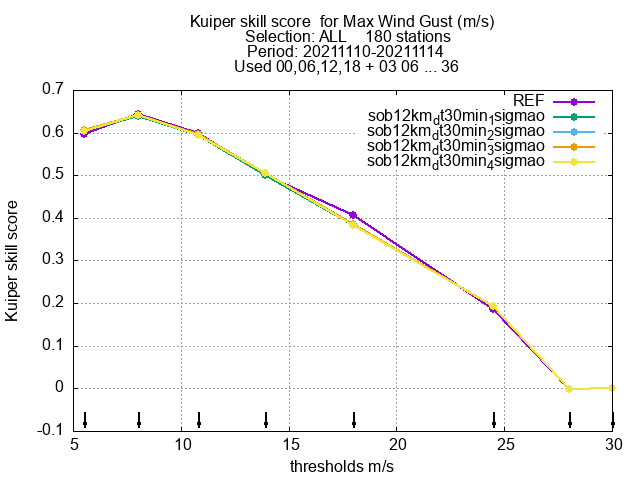 Kuiper skill score  for Max Wind Gust (m/s)
Selection: ALL    180 stations
Period: 20211110-20211114
Used 00,06,12,18 + 03 06 ... 36
REF
sob12km_dt30min_1sigmao
sob12km_dt30min_2sigmao
sob12km_dt30min_3sigmao
sob12km_dt30min_4sigmao
Kuiper skill score
0.7
0.6
0.5
0.4
0.3
0.2
0.1
0
-0.1
5 10 15 20 25 30
thresholds m/s